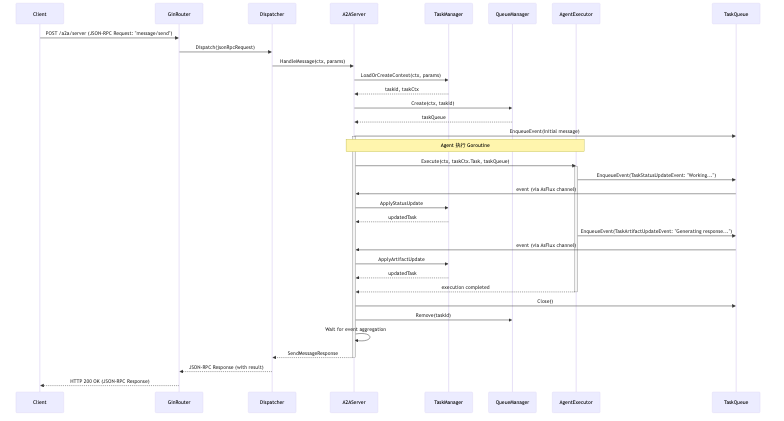 Client GinRouter Dispatcher A2AServer TaskManager QueueManager AgentExecutor TaskQueue
POST /a2a/server (JSON-RPC Request: "message/send")
Dispatch(jsonRpcRequest)
HandleMessage(ctx, params)
LoadOrCreateContext(ctx, params)
taskId, taskCtx
Create(ctx, taskId)
taskQueue
EnqueueEvent(Initial message)
Agent 执行 Goroutine
Execute(ctx, taskCtx.Task, taskQueue)
EnqueueEvent(TaskStatusUpdateEvent: "Working...")
event (via AsFlux channel)
ApplyStatusUpdate
updatedTask
EnqueueEvent(TaskArtifactUpdateEvent: "Generating response...")
event (via AsFlux channel)
ApplyArtifactUpdate
updatedTask
execution completed
Close()
Remove(taskId)
Wait for event aggregation
SendMessageResponse
JSON-RPC Response (with result)
HTTP 200 OK (JSON-RPC Response)
Client GinRouter Dispatcher A2AServer TaskManager QueueManager AgentExecutor TaskQueue